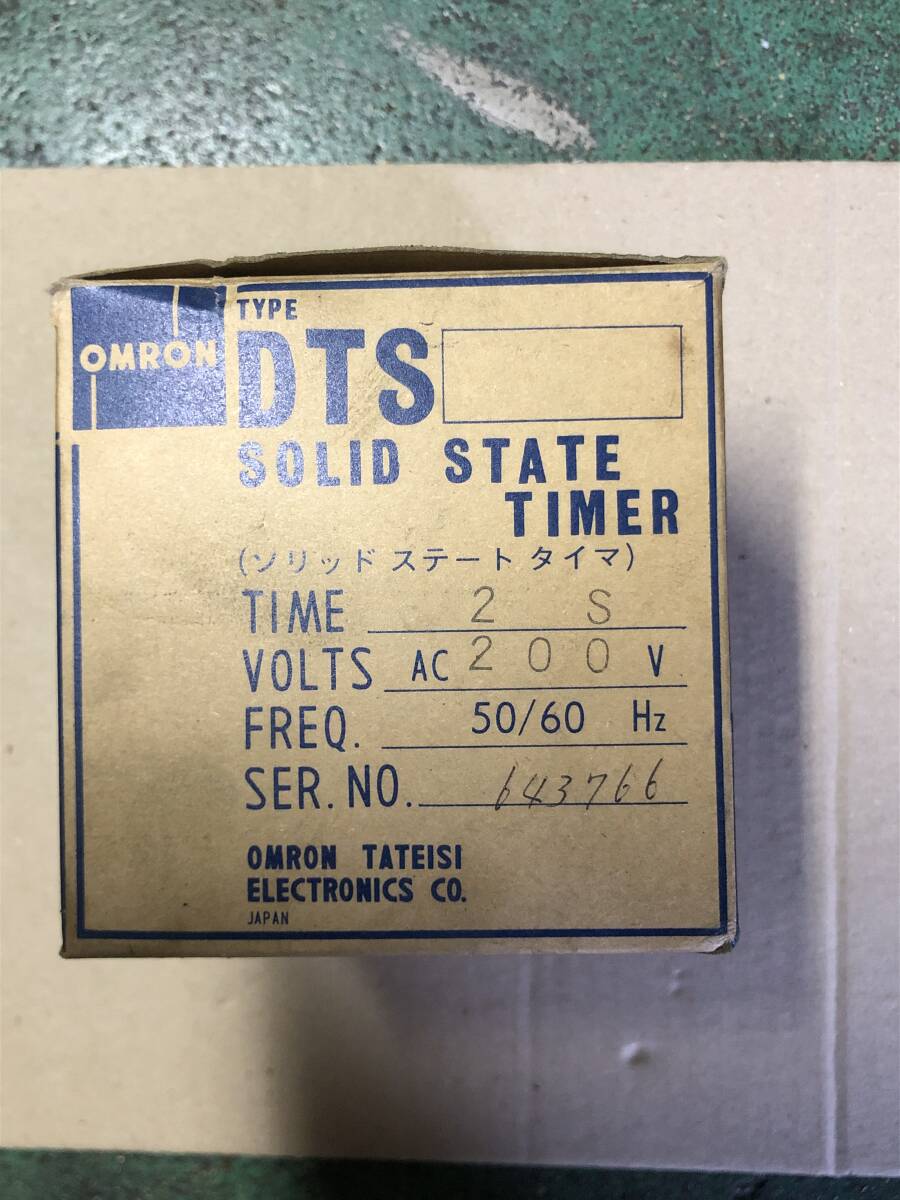 OMRON
TYPE
DTS
SOLID STATE
TIMER
(ソリッド ステート タイマ)
TIME 2 S
VOLTS AC 200 V
FREQ. 50/60 Hz
SER. NO. 643766
OMRON TATEISI
ELECTRONICS CO.
JAPAN